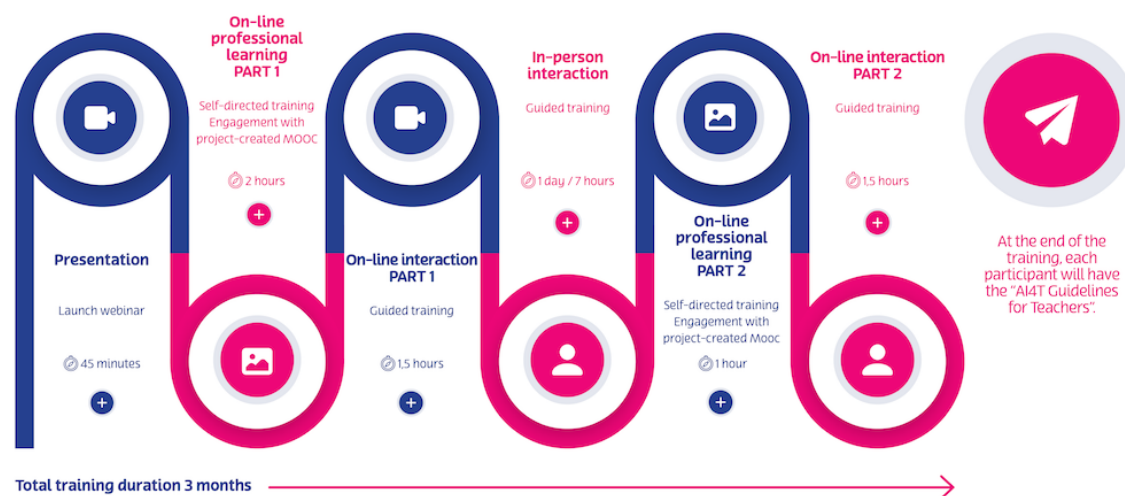 Presentation
Launch webinar
45 minutes
On-line
professional
learning
PART 1
Self-directed training
Engagement with
project-created MOOC
2 hours
On-line interaction
PART 1
Guided training
1,5 hours
In-person
interaction
Guided training
1 day / 7 hours
On-line
professional
learning
PART 2
Self-directed training
Engagement with
project-created Mooc
1 hour
On-line interaction
PART 2
Guided training
1,5 hours
At the end of the
training, each
participant will have
the “AI4T Guidelines
for Teachers”.
Total training duration 3 months